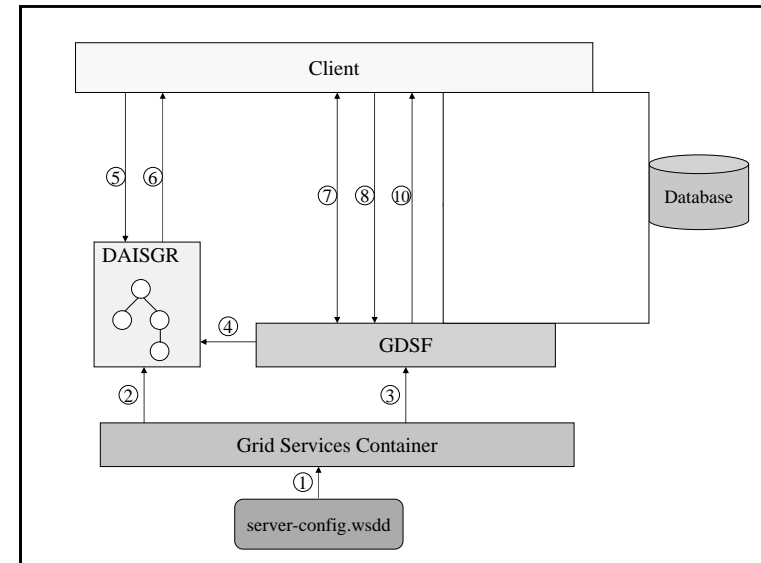 Client
⑤
⑥
⑦
⑧
⑩
Database
DAISGR
④
GDSF
②
③
Grid Services Container
①
server-config.wsdd